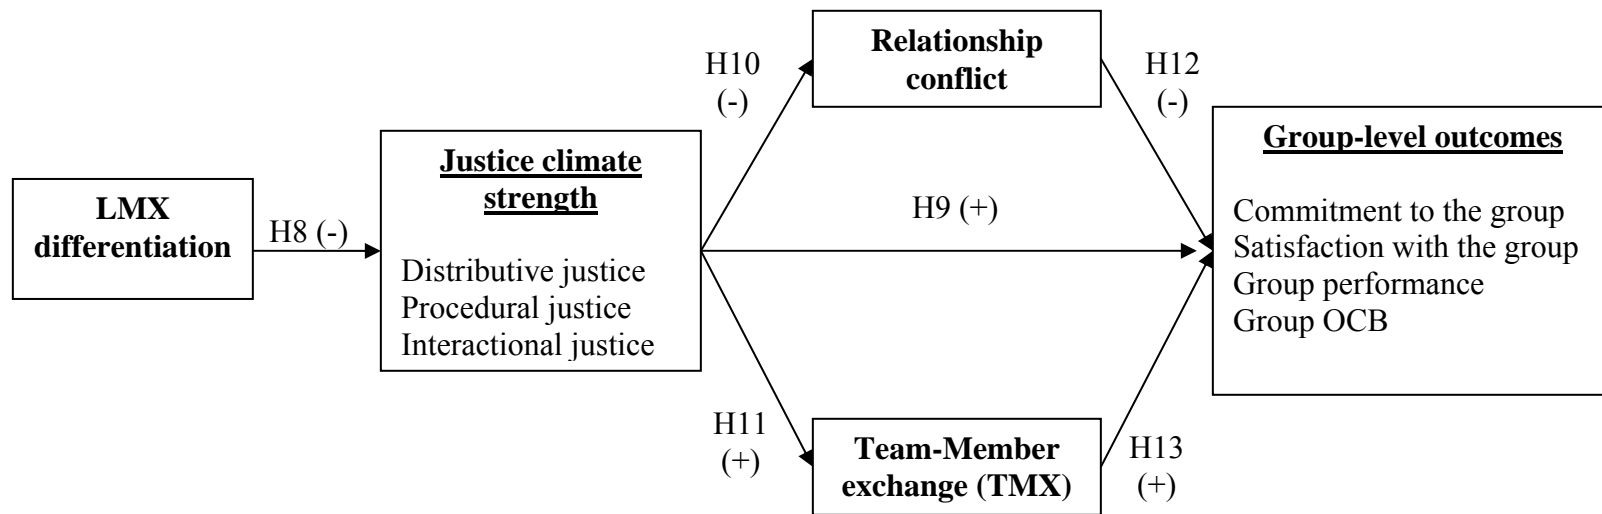 LMX
differentiation
H8 (-)
Justice climate
strength
Distributive justice
Procedural justice
Interactional justice
H10
(-)
Relationship
conflict
H12
(-)
H9 (+)
H11
(+)
Team-Member
exchange (TMX)
H13
(+)
Group-level outcomes
Commitment to the group
Satisfaction with the group
Group performance
Group OCB